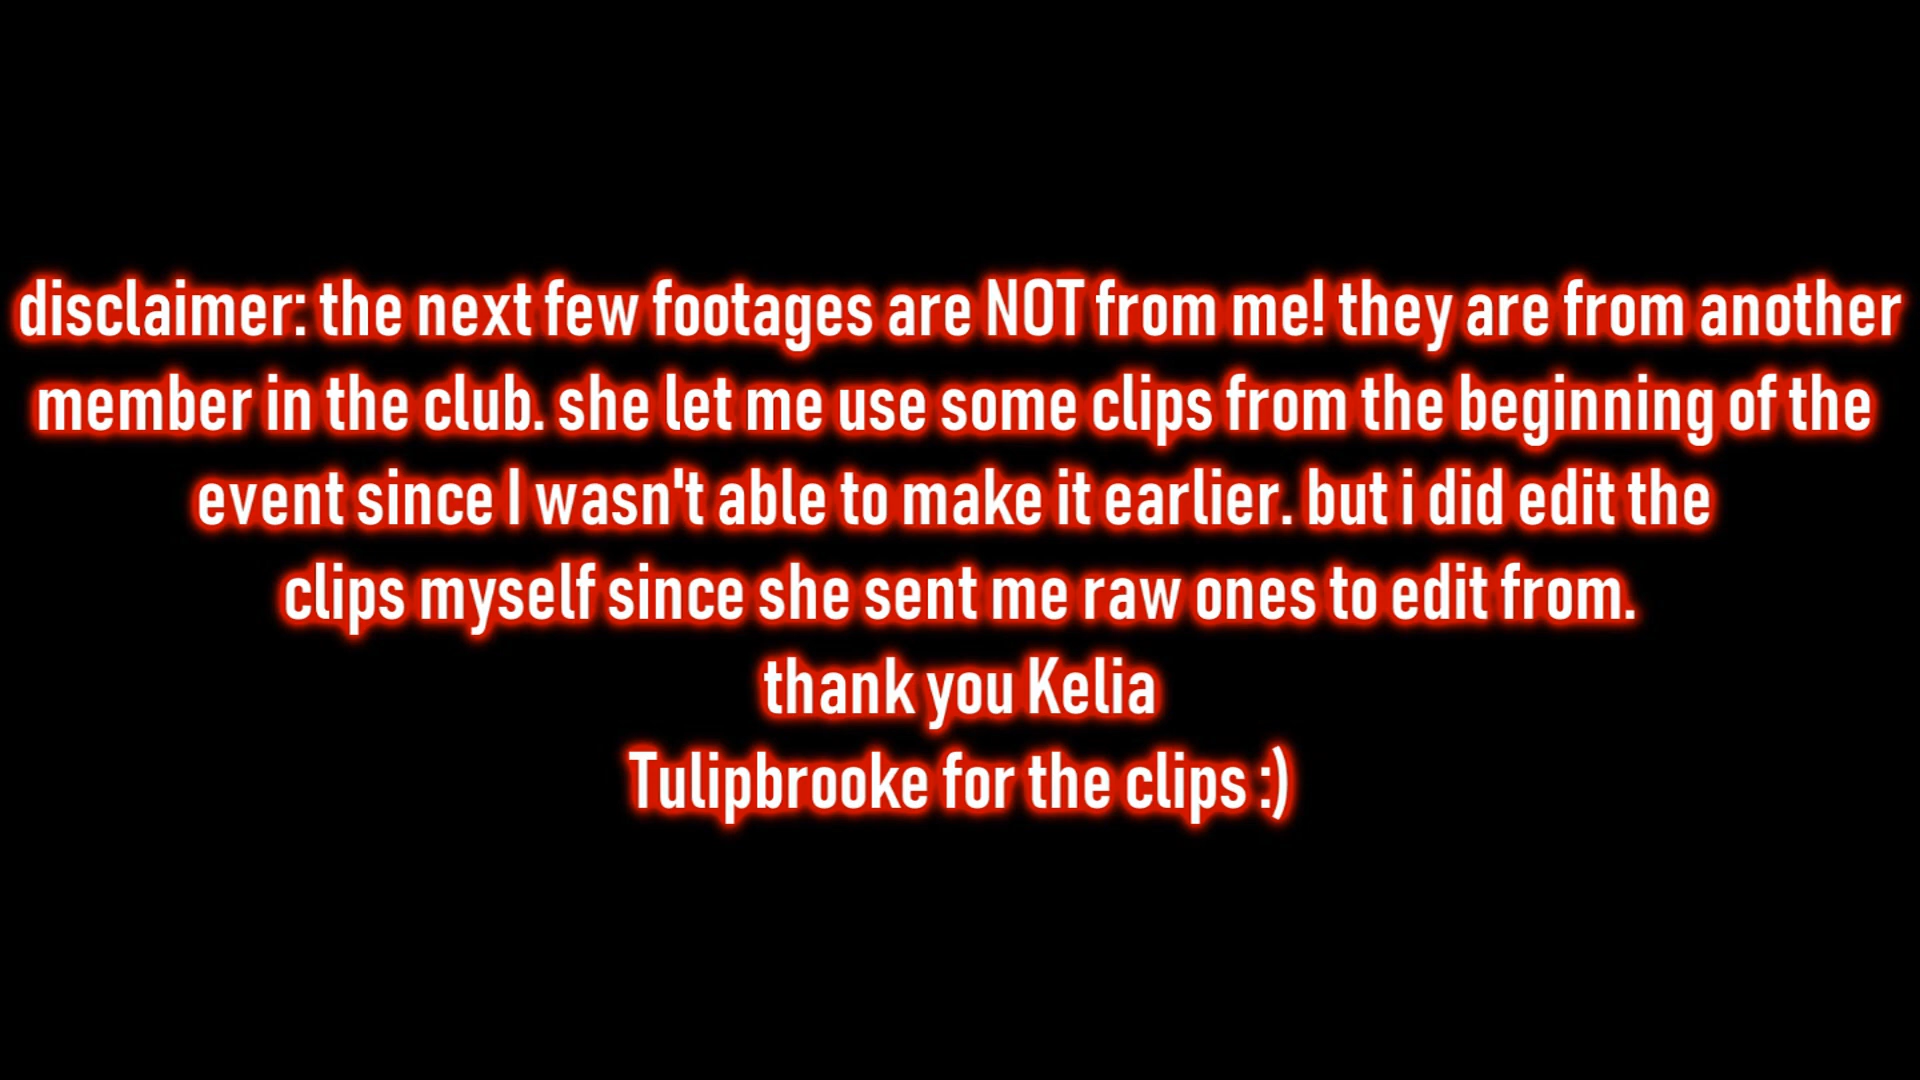 disclaimer: the next few footages are NOT from me! they are from another
member in the club. she let me use some clips from the beginning of the
event since I wasn't able to make it earlier. but i did edit the
clips myself since she sent me raw ones to edit from.
thank you Kelia
Tulipbrooke for the clips :)